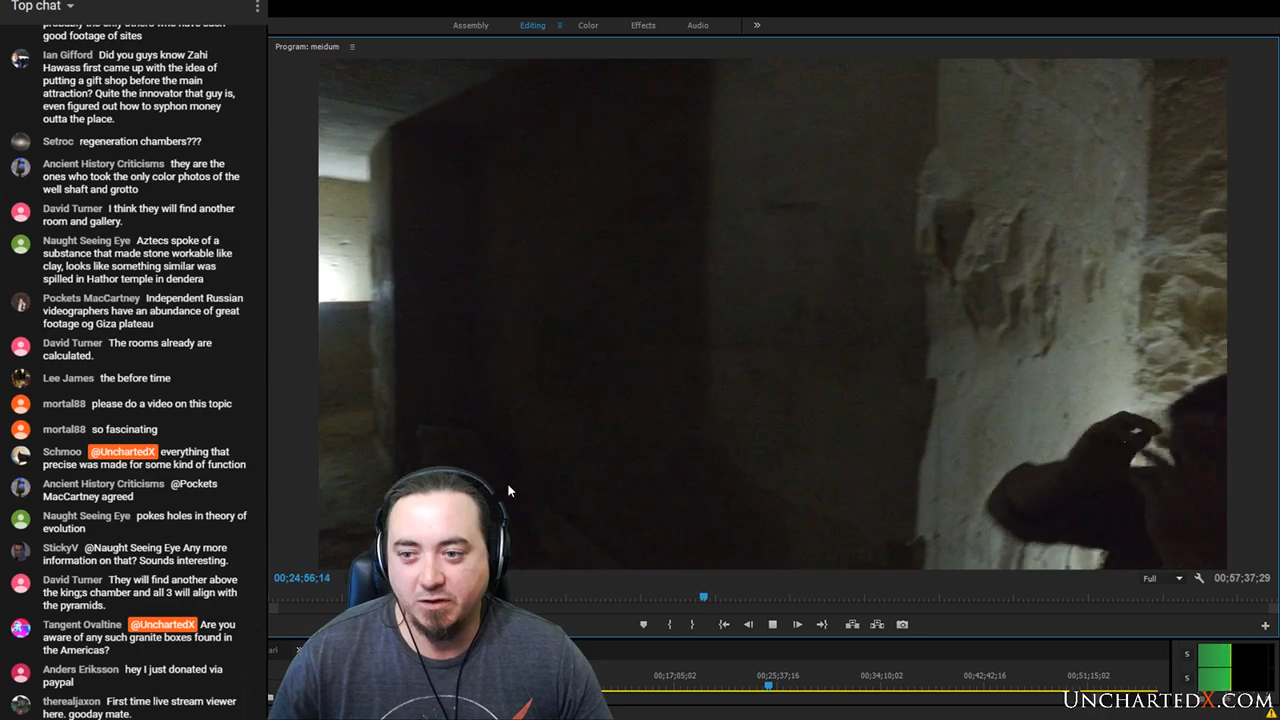 Top chat
probably the only others who have such
good footage of sites
Ian Gifford Did you guys know Zahi
Hawass first came up with the idea of
putting a gift shop before the main
attraction? Quite the innovator that guy is,
even figured out how to syphon money
outta the place.
Setroc regeneration chambers???
Ancient History Criticisms they are the
ones who took the only color photos of the
well shaft and grotto
David Turner I think they will find another
room and gallery.
Naught Seeing Eye Aztecs spoke of a
substance that made stone workable like
clay, looks like something similar was
spilled in Hathor temple in dendera
Pockets MacCartney Independent Russian
videographers have an abundance of great
footage og Giza plateau
David Turner The rooms already are
calculated.
Lee James the before time
mortal88 please do a video on this topic
mortal88 so fascinating
Schmoo @UnchartedX everything that
precise was made for some kind of function
Ancient History Criticisms @Pockets
MacCartney agreed
Naught Seeing Eye pokes holes in theory of
evolution
StickyV @Naught Seeing Eye Any more
information on that? Sounds interesting.
David Turner They will find another above
the king;s chamber and all 3 will align with
the pyramids.
Tangent Ovaltine @UnchartedX Are you
aware of any such granite boxes found in
the Americas?
Anders Eriksson hey I just donated via
paypal
therealjaxon First time live stream viewer
here. gooday mate.
Assembly Editing Color Effects Audio
Program: meidum
00;24;56;14 Full 00;57;37;29
00;17;05;02 00;25;37;16 00;34;10;02 00;42;42;16 00;51;15;02
5
5
UnchartedX.com